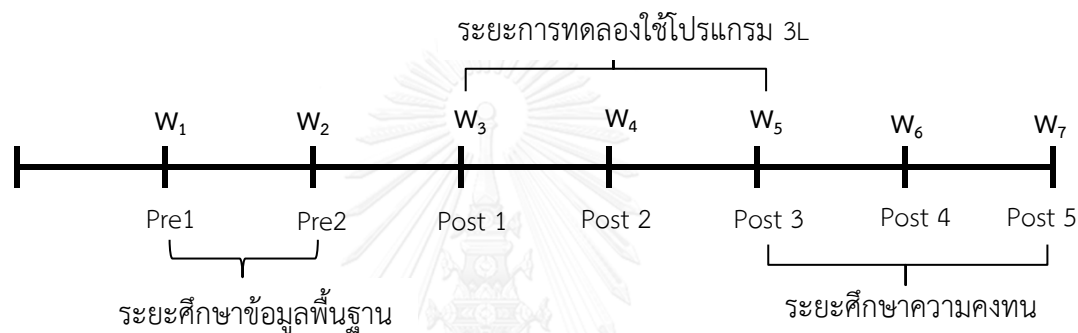 ระยะการทดลองใช้โปรแกรม 3L
W₁ W₂ W₃ W₄ W₅ W₆ W₇
Pre1 Pre2 Post 1 Post 2 Post 3 Post 4 Post 5
ระยะศึกษาข้อมูลพื้นฐาน ระยะศึกษาความคงทน